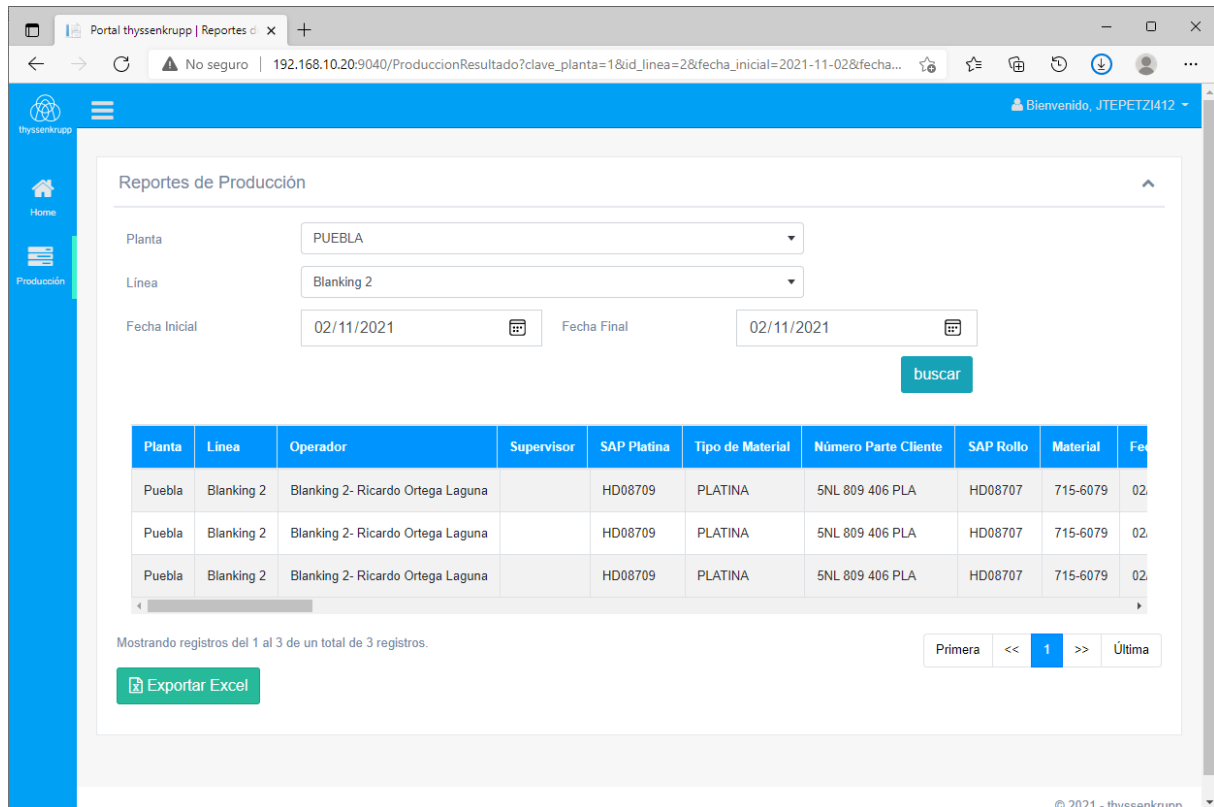 Portal thyssenkrupp | Reportes d
No seguro | 192.168.10.20:9040/ProduccionResultado?clave_planta=1&id_linea=2&fecha_inicial=2021-11-02&fecha...
thyssenkrupp
Bienvenido, JTEPETZI412
Home
Producción
Reportes de Producción
Planta PUEBLA
Línea Blanking 2
Fecha Inicial 02/11/2021 Fecha Final 02/11/2021
buscar
Planta Línea Operador Supervisor SAP Platina Tipo de Material Número Parte Cliente SAP Rollo Material Fe
Puebla Blanking 2 Blanking 2- Ricardo Ortega Laguna HD08709 PLATINA 5NL 809 406 PLA HD08707 715-6079 02/
Puebla Blanking 2 Blanking 2- Ricardo Ortega Laguna HD08709 PLATINA 5NL 809 406 PLA HD08707 715-6079 02/
Puebla Blanking 2 Blanking 2- Ricardo Ortega Laguna HD08709 PLATINA 5NL 809 406 PLA HD08707 715-6079 02/
Mostrando registros del 1 al 3 de un total de 3 registros.
Primera << 1 >> Última
Exportar Excel
© 2021 - thyssenkrupp